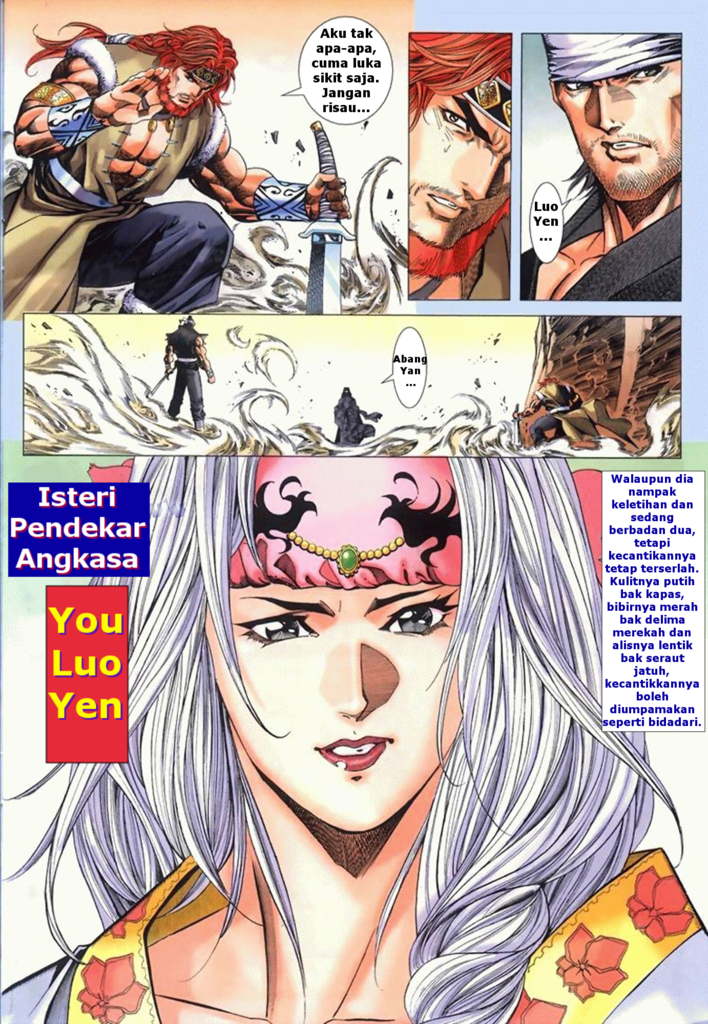 Aku tak
apa-apa,
cuma luka
sikit saja.
Jangan
risau...
Luo
Yen
...
Abang
Yan
...
Isteri
Pendekar
Angkasa
You
Luo
Yen
Walaupun dia
nampak
keletihan dan
sedang
berbadan dua,
tetapi
kecantikannya
tetap terserlah.
Kulitnya putih
bak kapas,
bibirnya merah
bak delima
merekah dan
alisnya lentik
bak seraut
jatuh,
kecantikkannya
boleh
diumpamakan
seperti bidadari.